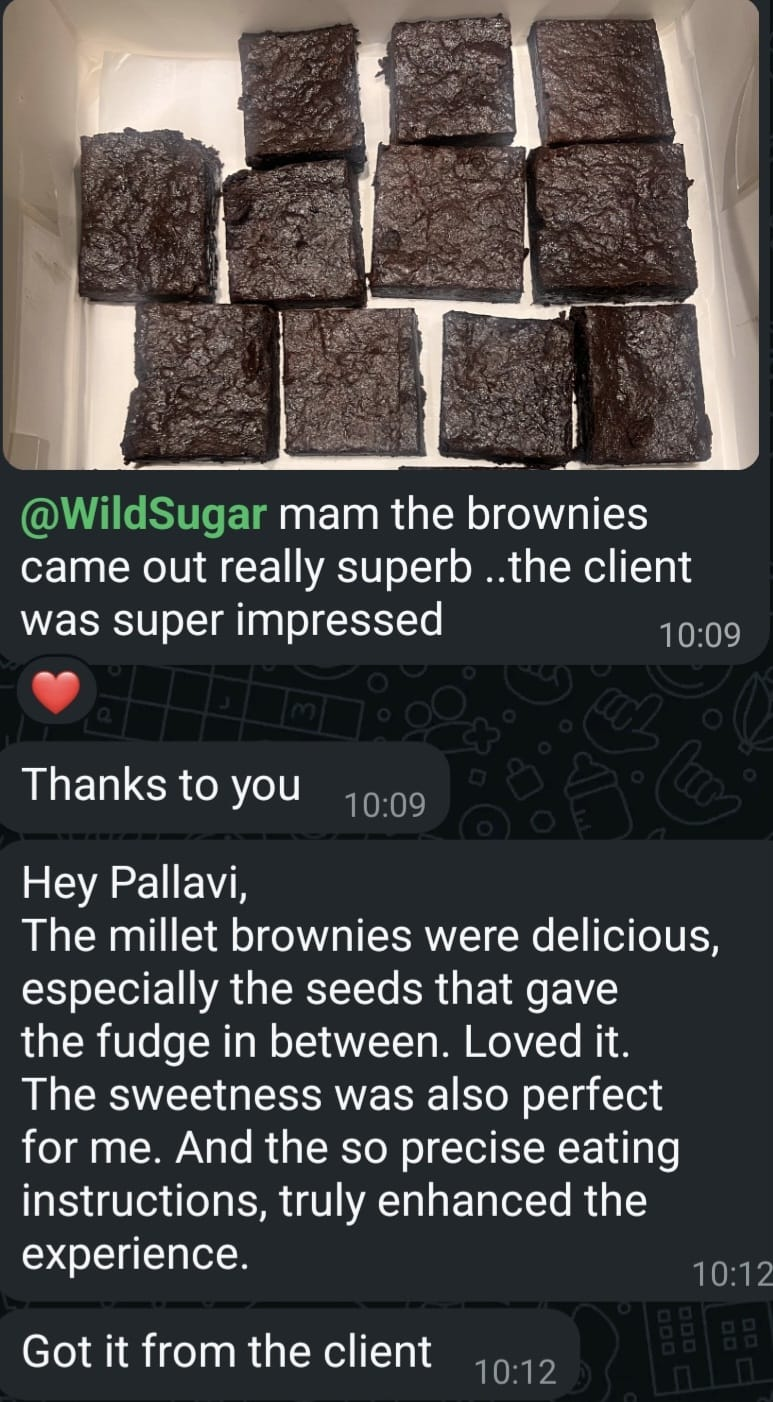 @WildSugar mam the brownies
came out really superb ..the client
was super impressed
10:09
Thanks to you
10:09
Hey Pallavi,
The millet brownies were delicious,
especially the seeds that gave
the fudge in between. Loved it.
The sweetness was also perfect
for me. And the so precise eating
instructions, truly enhanced the
experience.
10:12
Got it from the client
10:12